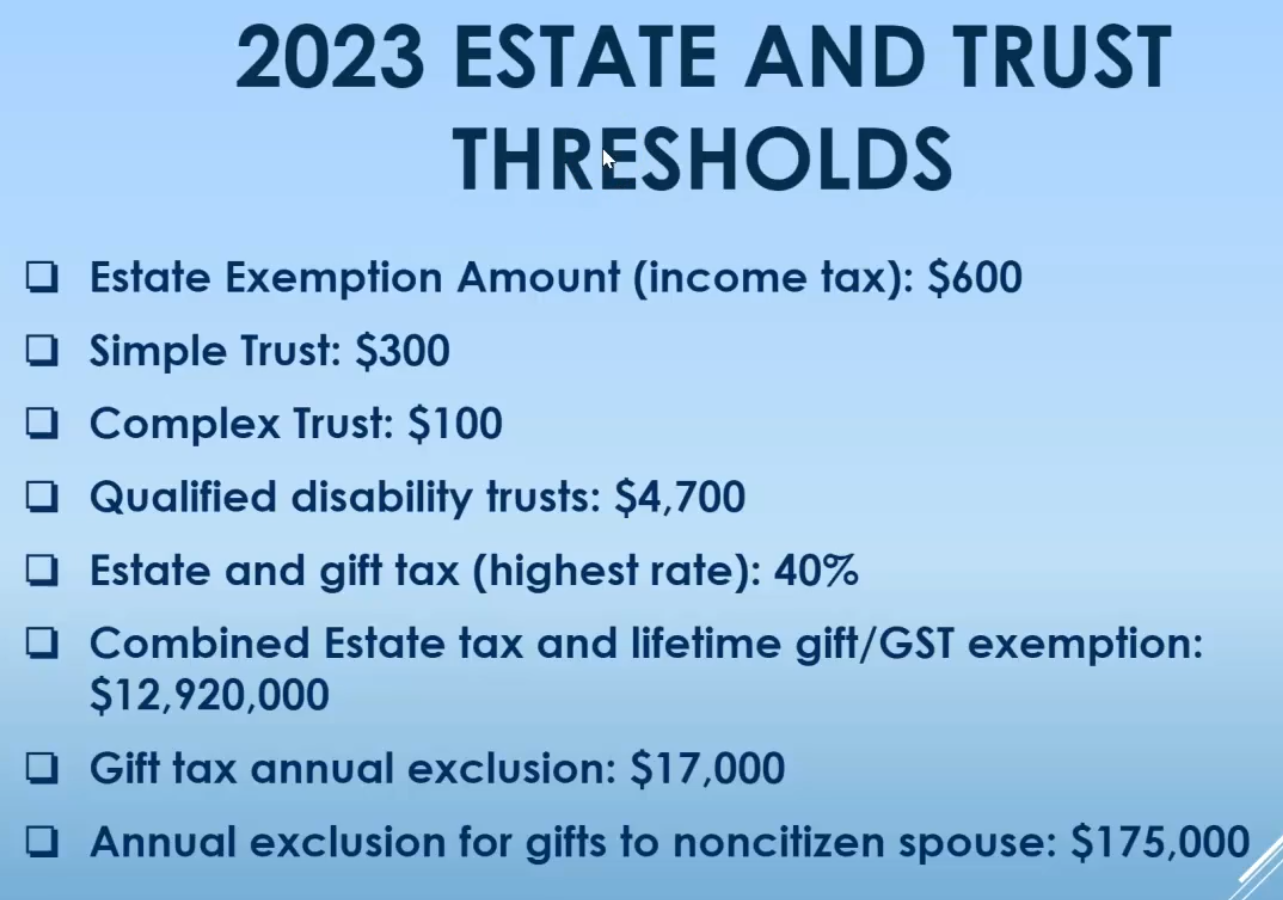 2023 ESTATE AND TRUST
THRESHOLDS
❑ Estate Exemption Amount (income tax): $600
❑ Simple Trust: $300
❑ Complex Trust: $100
❑ Qualified disability trusts: $4,700
❑ Estate and gift tax (highest rate): 40%
❑ Combined Estate tax and lifetime gift/GST exemption:
$12,920,000
❑ Gift tax annual exclusion: $17,000
❑ Annual exclusion for gifts to noncitizen spouse: $175,000